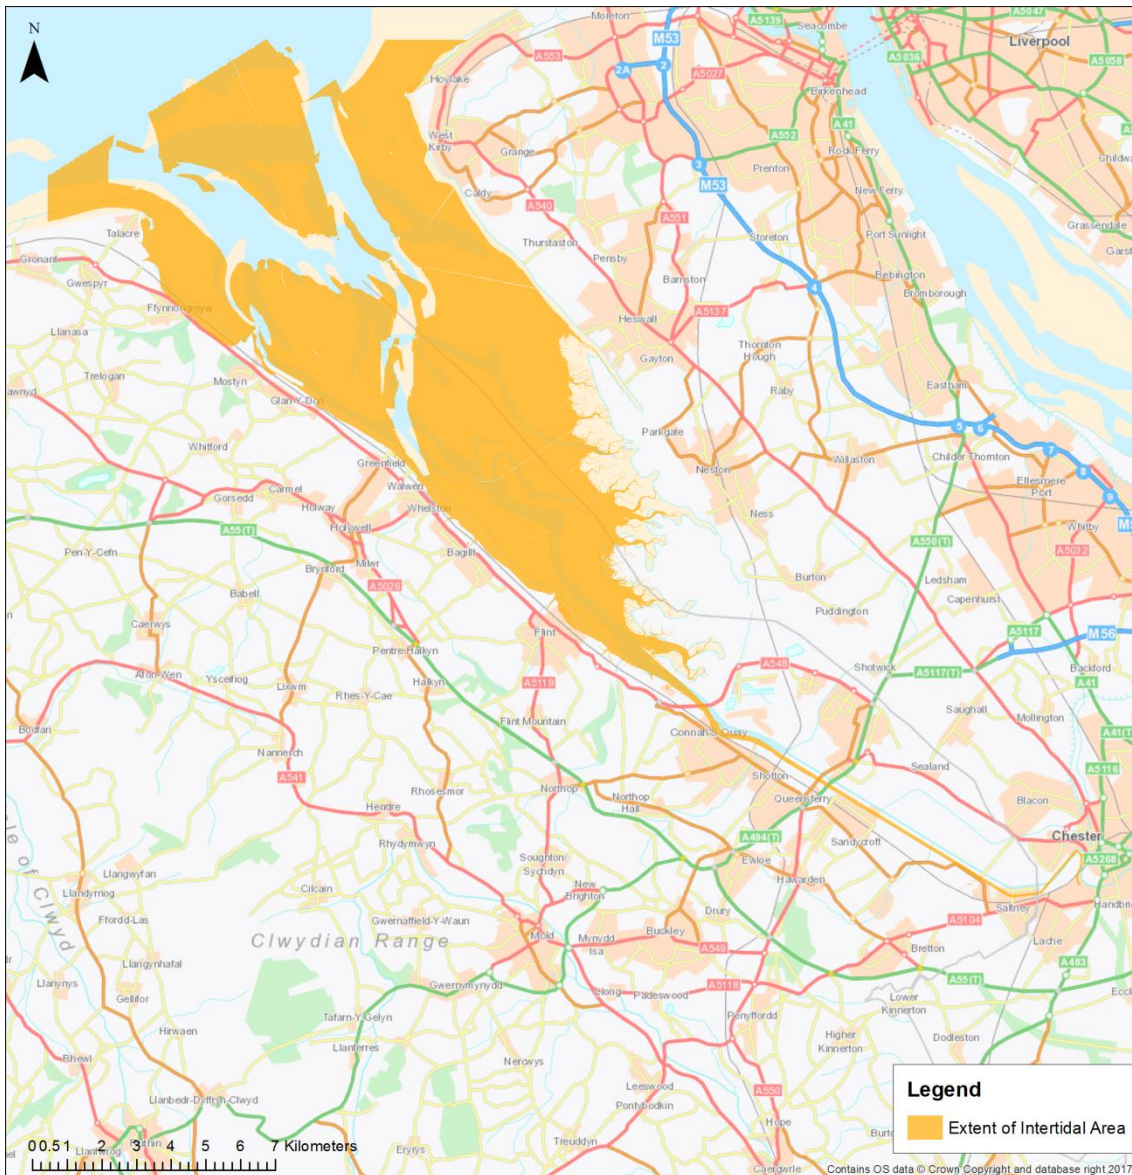 N
Moreton
A5139
Seacombe
A5047
M53
Liverpool
A553
2A
2
A5036
A5058
Hoylake
A5027
Birkenhead
West
Kirby
Grange
A552
A41
Rock Ferry
3
Prenton
Childw
Caldy
M53
New Ferry
A540
A551
Grassendale
Talacre
Thurstaston
Storeton
Port Sunlight
Garst
Gronant
Pensby
Gwespyr
Barnston
4
Bebington
Bromborough
Ffynnongroyw
Heswall
A5137
Llanasa
Gayton
Thornton
Hough
Trelogan
Mostyn
Eastham
Raby
awnyd
Glan-Y-Don
5
6
Parkgate
Whitford
Willaston
Childer Thornton
7
Greenfield
Neston
8
Carmel
Walwen
Ellesmere
Port
9
Gorsedd
Holway
Whelston
Ness
Whitby
A55(T)
Holywell
A550(T)
A5032
Pen-Y-Cefn
Bagillt
Brynford
Milwr
Burton
Ledsham
Babell
A5026
Capenhurst
Puddington
Caerwys
Flint
A5117
M56
Pentre Halkyn
Shotwick
Backford
Afon-Wen
Ysceifiog
Halkyn
A548
A5117(T)
A41
Lixwm
Rhes-Y-Cae
A5119
Saughall
Mollington
Bodfari
Flint Mountain
Connah's Quay
A41(T)
Nannerch
Sealand
A5116
A541
Shotton
Rhosesmor
Northop
Queensferry
Blacon
Hendre
Northop
Hall
Chester
Rhydymwyn
A494(T)
Sandycroft
Soughton/
Sychdyn
Ewloe
A5268
Llangwyfan
Hawarden
Llandyrnog
Cilcain
New
Brighton
Saltney
Handbri
Ffordd-Las
Drury
Gwernaffield-Y-Waun
A5104
Clwydian Range
Mold
Mynydd
Isa
Buckley
Lache
A549
Bretton
Llangynhafal
A483
Llanynys
Gwernymynydd
A5118
A55(T)
Gellifor
Llong
Padeswood
Eccl
Tafarn-Y-Gelyn
Lower
Kinnerton
Hirwaen
Penyffordd
Higher
Kinnerton
Dodleston
Llanferres
Rhewl
Nercwys
Leeswood
A550
Llanbedr-Dyffryn-Clwyd
Pontybodkin
Hope
Eryrys
Treuddyn
Caergwrle
Legend
Extent of Intertidal Area
0 0.5 1 2 3 4 5 6 7 Kilometers
Contains OS data © Crown Copyright and database right 2017